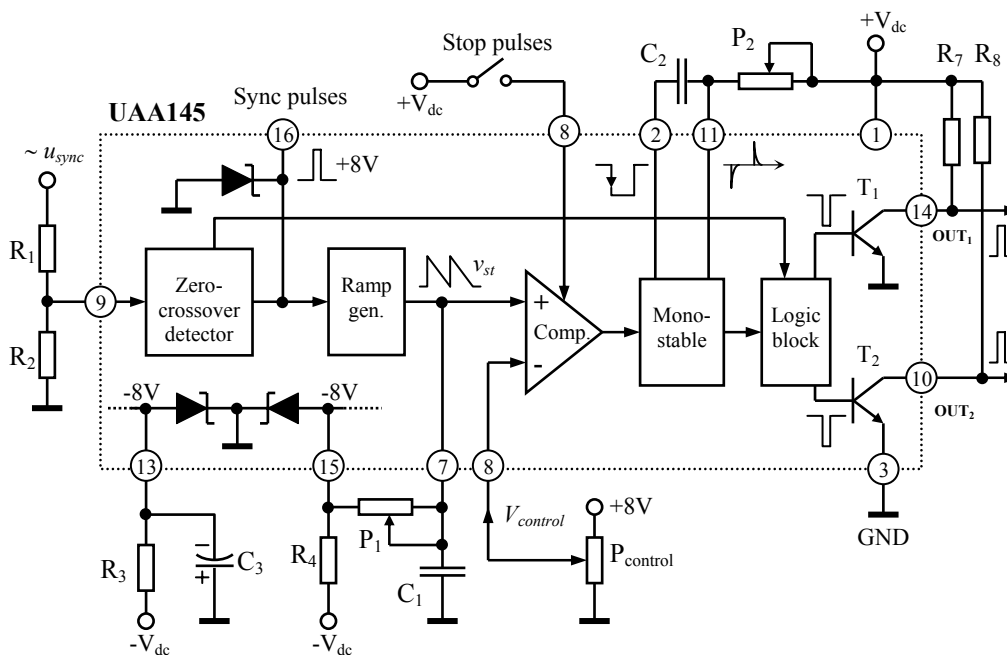 Stop pulses
+V_dc
C_2
P_2
+V_dc
R_7
R_8
UAA145
Sync pulses
16
8
2
11
1
~ u_sync
+8V
T_1
14
OUT_1
R_1
9
Zero-
crossover
detector
Ramp
gen.
v_st
+
Comp.
-
Mono-
stable
Logic
block
R_2
T_2
10
OUT_2
-8V
-8V
13
15
7
8
3
P_1
V_control
+8V
GND
R_3
−
+
C_3
R_4
C_1
P_control
-V_dc
-V_dc